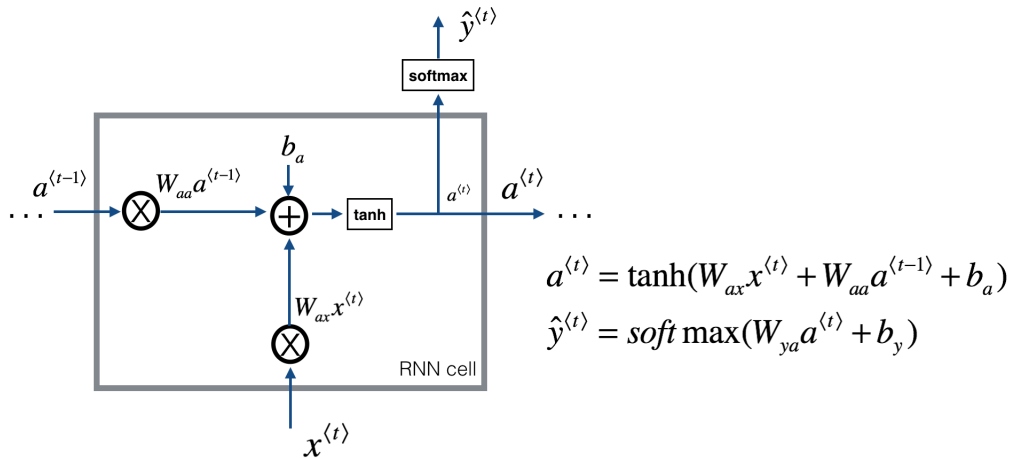 ŷ⟨t⟩
softmax
b_a
a⟨t-1⟩
W_aa a⟨t-1⟩
a⟨t⟩
a⟨t⟩
...
X
+
tanh
...
a⟨t⟩ = tanh(W_ax x⟨t⟩ + W_aa a⟨t-1⟩ + b_a)
W_ax x⟨t⟩
ŷ⟨t⟩ = softmax(W_ya a⟨t⟩ + b_y)
X
RNN cell
x⟨t⟩